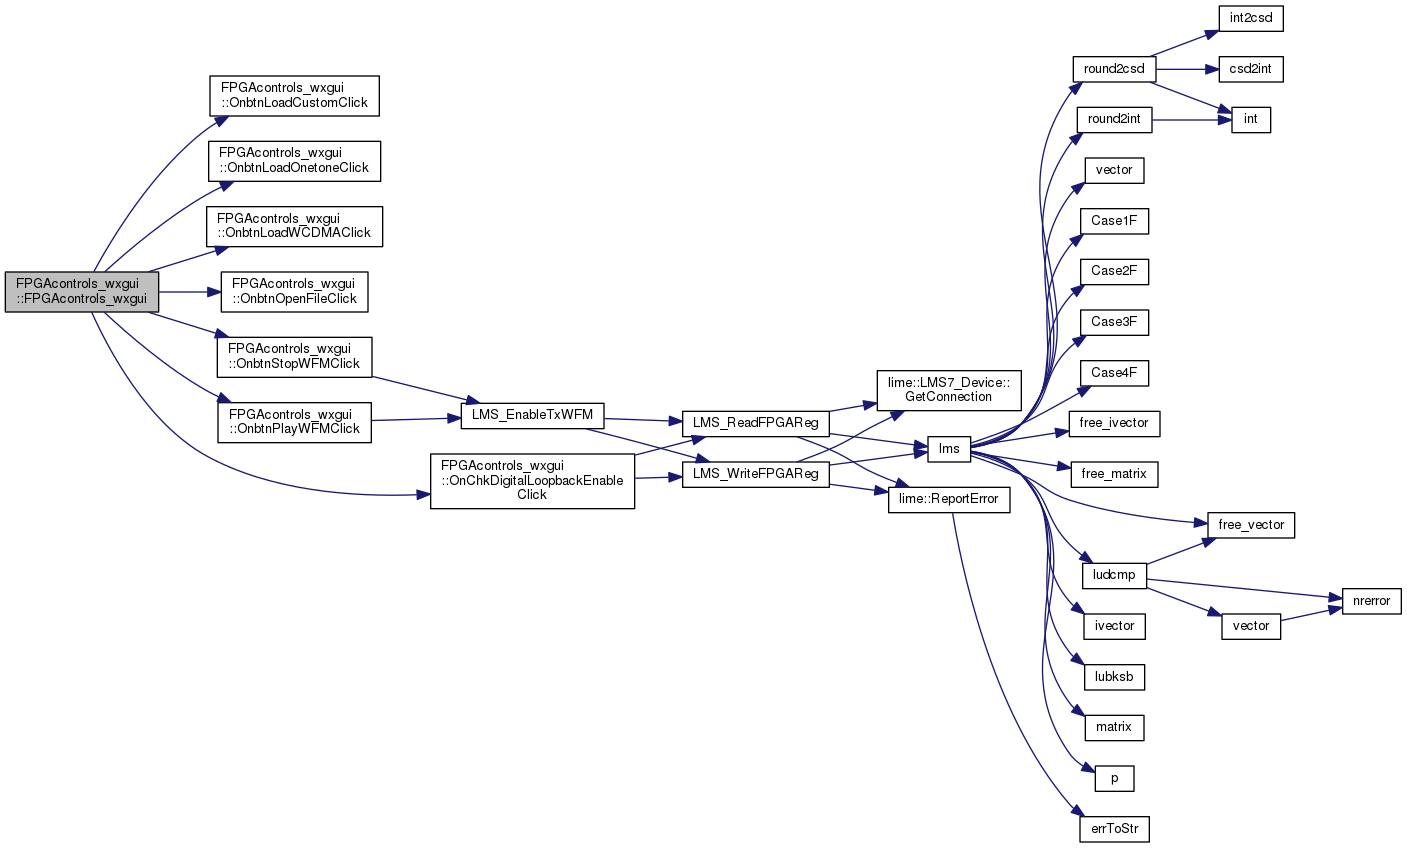 FPGAcontrols_wxgui
::FPGAcontrols_wxgui
FPGAcontrols_wxgui
::OnbtnLoadCustomClick
FPGAcontrols_wxgui
::OnbtnLoadOnetoneClick
FPGAcontrols_wxgui
::OnbtnLoadWCDMAClick
FPGAcontrols_wxgui
::OnbtnOpenFileClick
FPGAcontrols_wxgui
::OnbtnStopWFMClick
FPGAcontrols_wxgui
::OnbtnPlayWFMClick
FPGAcontrols_wxgui
::OnChkDigitalLoopbackEnable
Click
LMS_EnableTxWFM
LMS_ReadFPGAReg
LMS_WriteFPGAReg
lime::LMS7_Device::
GetConnection
lms
lime::ReportError
round2csd
round2int
vector
Case1F
Case2F
Case3F
Case4F
free_ivector
free_matrix
ludcmp
ivector
lubksb
matrix
p
errToStr
int2csd
csd2int
int
free_vector
vector
nrerror